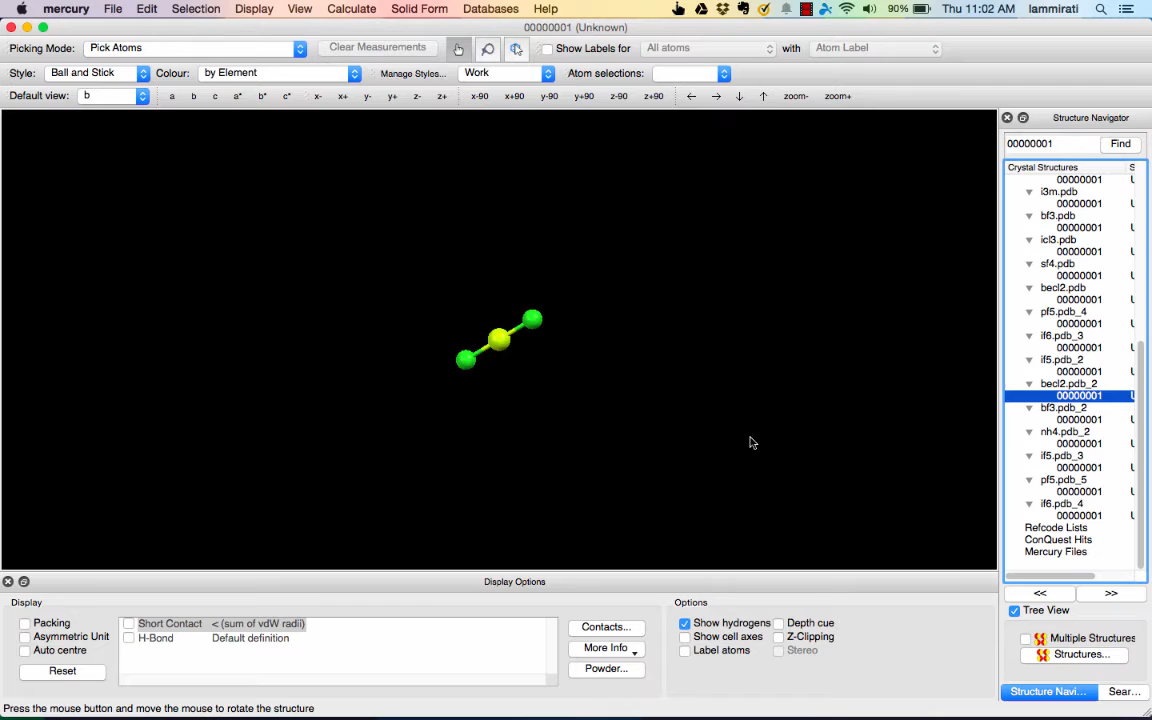 mercury File Edit Selection Display View Calculate Solid Form Databases Help 90% Thu 11:02 AM lammirati
00000001 (Unknown)
Picking Mode: Pick Atoms Clear Measurements Show Labels for All atoms with Atom Label
Style: Ball and Stick Colour: by Element Manage Styles... Work Atom selections:
Default view: b a b c a* b* c* x- x+ y- y+ z- z+ x-90 x+90 y-90 y+90 z-90 z+90 ← → ↓ ↑ zoom- zoom+
Structure Navigator
00000001 Find
Crystal Structures S
00000001
i3m.pdb
00000001 U
bf3.pdb
00000001 U
icl3.pdb
00000001 U
sf4.pdb
00000001 U
becl2.pdb
00000001 U
pf5.pdb_4
00000001 U
if6.pdb_3
00000001 U
if5.pdb_2
00000001 U
becl2.pdb_2
00000001 U
bf3.pdb_2
00000001 U
nh4.pdb_2
00000001 U
if5.pdb_3
00000001 U
pf5.pdb_5
00000001 U
if6.pdb_4
00000001 U
Refcode Lists
ConQuest Hits
Mercury Files
<< >>
Tree View
Multiple Structures
Structures...
Structure Navi... Sear...
Display Options
Display
Packing
Asymmetric Unit
Auto centre
Reset
Short Contact < (sum of vdW radii)
H-Bond Default definition
Contacts...
More Info
Powder...
Options
Show hydrogens Depth cue
Show cell axes Z-Clipping
Label atoms Stereo
Press the mouse button and move the mouse to rotate the structure